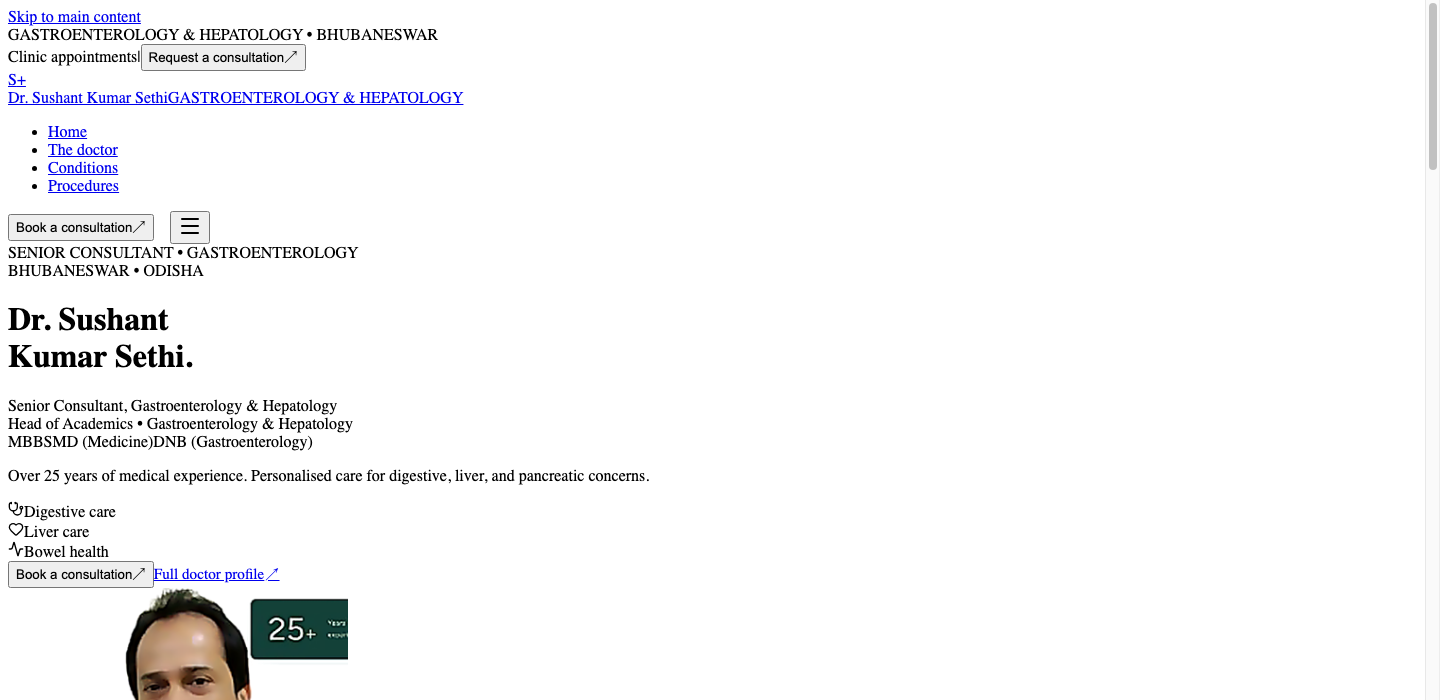 Skip to main content
GASTROENTEROLOGY & HEPATOLOGY • BHUBANESWAR
Clinic appointments|Request a consultation↗
S+
Dr. Sushant Kumar SethiGASTROENTEROLOGY & HEPATOLOGY
Home
The doctor
Conditions
Procedures
Book a consultation↗
SENIOR CONSULTANT • GASTROENTEROLOGY
BHUBANESWAR • ODISHA
Dr. Sushant
Kumar Sethi.
Senior Consultant, Gastroenterology & Hepatology
Head of Academics • Gastroenterology & Hepatology
MBBSMD (Medicine)DNB (Gastroenterology)
Over 25 years of medical experience. Personalised care for digestive, liver, and pancreatic concerns.
Digestive care
Liver care
Bowel health
Book a consultation↗Full doctor profile↗
25+
Years